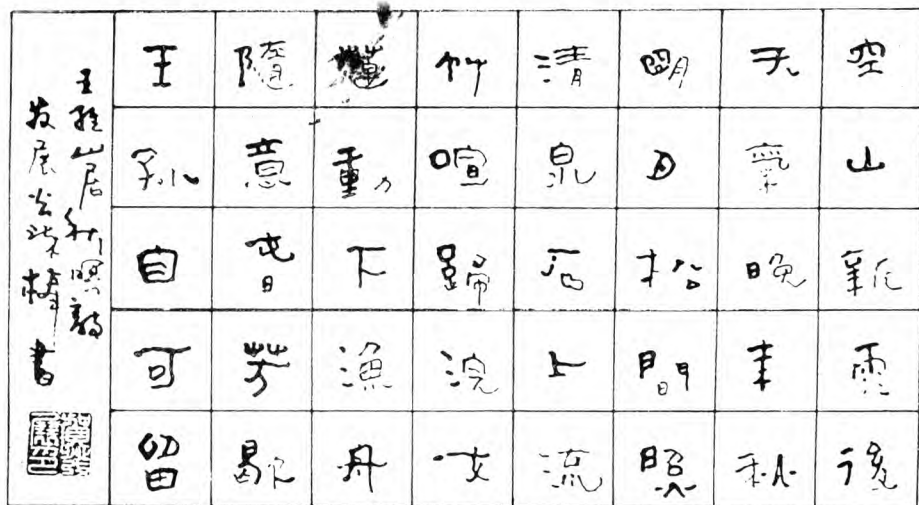 空山新雨後
天氣晚來秋
明月松間照
清泉石上流
竹喧歸浣女
蓮動下漁舟
隨意春芳歇
王孫自可留
王維山居秋暝詩
書